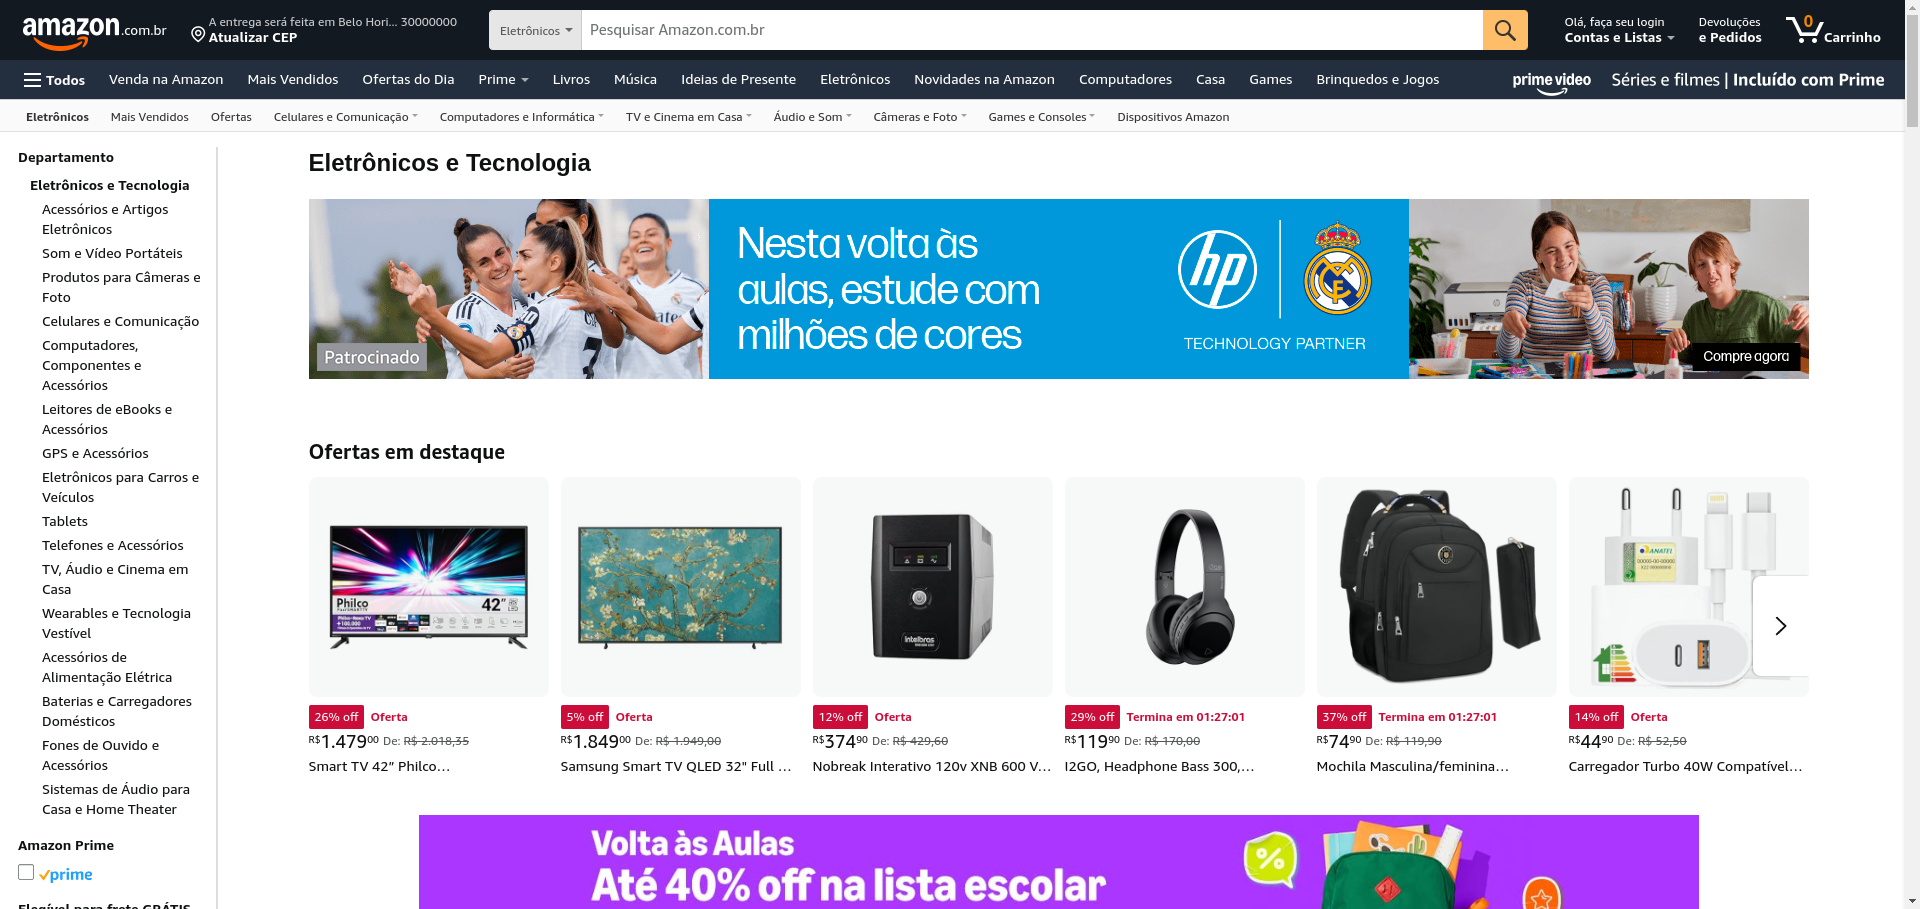 amazon.com.br
A entrega será feita em Belo Hori... 30000000
Atualizar CEP
Eletrônicos
Pesquisar Amazon.com.br
Olá, faça seu login
Contas e Listas
Devoluções
e Pedidos
0
Carrinho
Todos
Venda na Amazon
Mais Vendidos
Ofertas do Dia
Prime
Livros
Música
Ideias de Presente
Eletrônicos
Novidades na Amazon
Computadores
Casa
Games
Brinquedos e Jogos
prime video
Séries e filmes | Incluído com Prime
Eletrônicos
Mais Vendidos
Ofertas
Celulares e Comunicação
Computadores e Informática
TV e Cinema em Casa
Áudio e Som
Câmeras e Foto
Games e Consoles
Dispositivos Amazon
Departamento
Eletrônicos e Tecnologia
Acessórios e Artigos
Eletrônicos
Som e Vídeo Portáteis
Produtos para Câmeras e
Foto
Celulares e Comunicação
Computadores,
Componentes e
Acessórios
Leitores de eBooks e
Acessórios
GPS e Acessórios
Eletrônicos para Carros e
Veículos
Tablets
Telefones e Acessórios
TV, Áudio e Cinema em
Casa
Wearables e Tecnologia
Vestível
Acessórios de
Alimentação Elétrica
Baterias e Carregadores
Domésticos
Fones de Ouvido e
Acessórios
Sistemas de Áudio para
Casa e Home Theater
Amazon Prime
prime
Elegível para frete GRÁTIS
Eletrônicos e Tecnologia
Patrocinado
Nesta volta às
aulas, estude com
milhões de cores
hp
TECHNOLOGY PARTNER
Compre agora
Ofertas em destaque
Philco
42"
intelbras
ANATEL
26% off Oferta
R$1.47900 De: R$ 2.018,35
Smart TV 42” Philco...
5% off Oferta
R$1.84900 De: R$ 1.949,00
Samsung Smart TV QLED 32" Full ...
12% off Oferta
R$37490 De: R$ 429,60
Nobreak Interativo 120v XNB 600 V...
29% off Termina em 01:27:01
R$11990 De: R$ 170,00
I2GO, Headphone Bass 300,...
37% off Termina em 01:27:01
R$7490 De: R$ 119,90
Mochila Masculina/feminina...
14% off Oferta
R$4490 De: R$ 52,50
Carregador Turbo 40W Compatível...
Volta às Aulas
Até 40% off na lista escolar
%